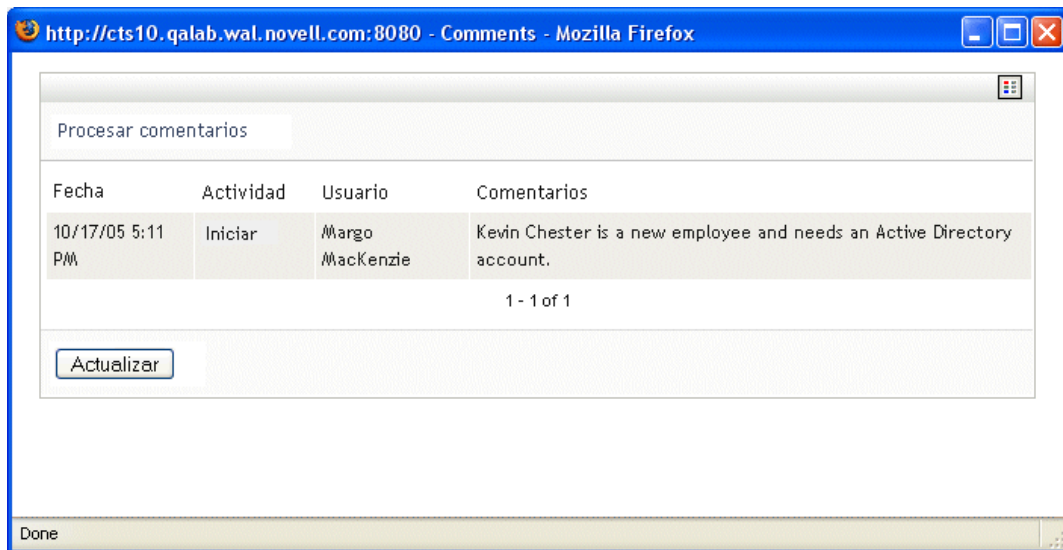 http://cts10.qalab.wal.novell.com:8080 - Comments - Mozilla Firefox
Procesar comentarios
Fecha Actividad Usuario Comentarios
10/17/05 5:11 PM Iniciar Margo MacKenzie Kevin Chester is a new employee and needs an Active Directory account.
1 - 1 of 1
Actualizar
Done